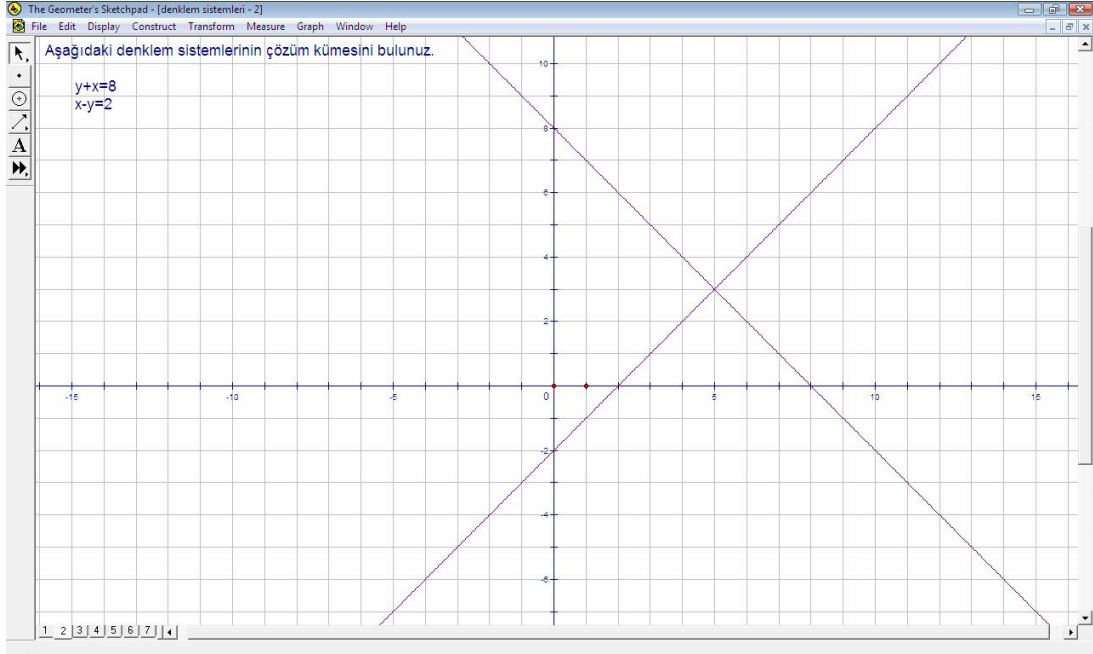 The Geometer's Sketchpad - [denklem sistemleri - 2]
File Edit Display Construct Transform Measure Graph Window Help
Aşağıdaki denklem sistemlerinin çözüm kümesini bulunuz.
y+x=8
x-y=2
10
8
6
4
2
-15 -10 -5 0 5 10 15
-2
-4
-6
A
1 2 3 4 5 6 7